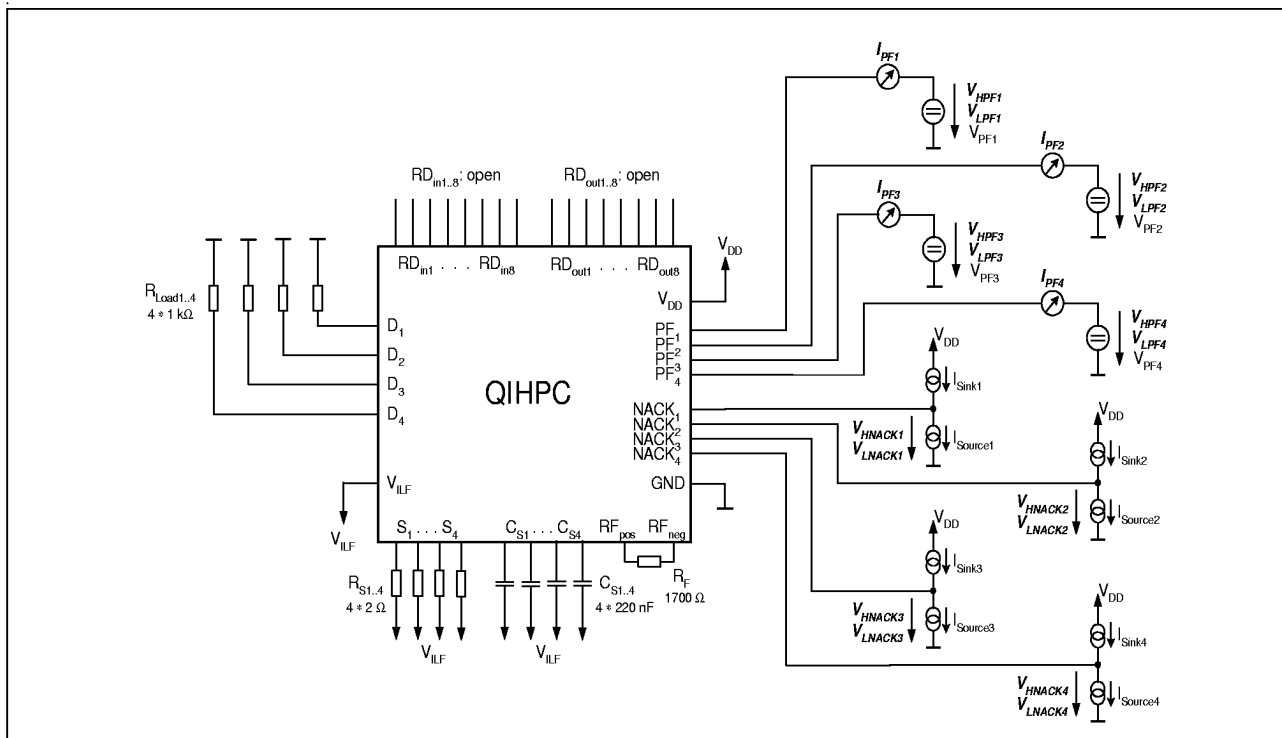 I_PF1
V_HPF1
V_LPF1
V_PF1
I_PF2
V_HPF2
V_LPF2
V_PF2
RD_in1..8: open
RD_out1..8: open
I_PF3
V_HPF3
V_LPF3
V_PF3
I_PF4
V_HPF4
V_LPF4
V_PF4
RD_in1 . . . RD_in8
RD_out1 . . . RD_out8
V_DD
V_DD
R_Load1..4
4 * 1 kΩ
D_1
D_2
D_3
D_4
QIHPC
PF_1
PF_2
PF_3
PF_4
NACK_1
NACK_2
NACK_3
NACK_4
GND
V_ILF
V_ILF
S_1 . . . S_4
C_S1 . . . C_S4
RF_pos
RF_neg
R_S1..4
4 * 2 Ω
V_ILF
V_ILF
C_S1..4
4 * 220 nF
R_F
1700 Ω
V_DD
I_Sink1
V_HNACK1
V_LNACK1
I_Source1
V_DD
I_Sink2
V_HNACK2
V_LNACK2
I_Source2
V_DD
I_Sink3
V_HNACK3
V_LNACK3
I_Source3
V_DD
I_Sink4
V_HNACK4
V_LNACK4
I_Source4